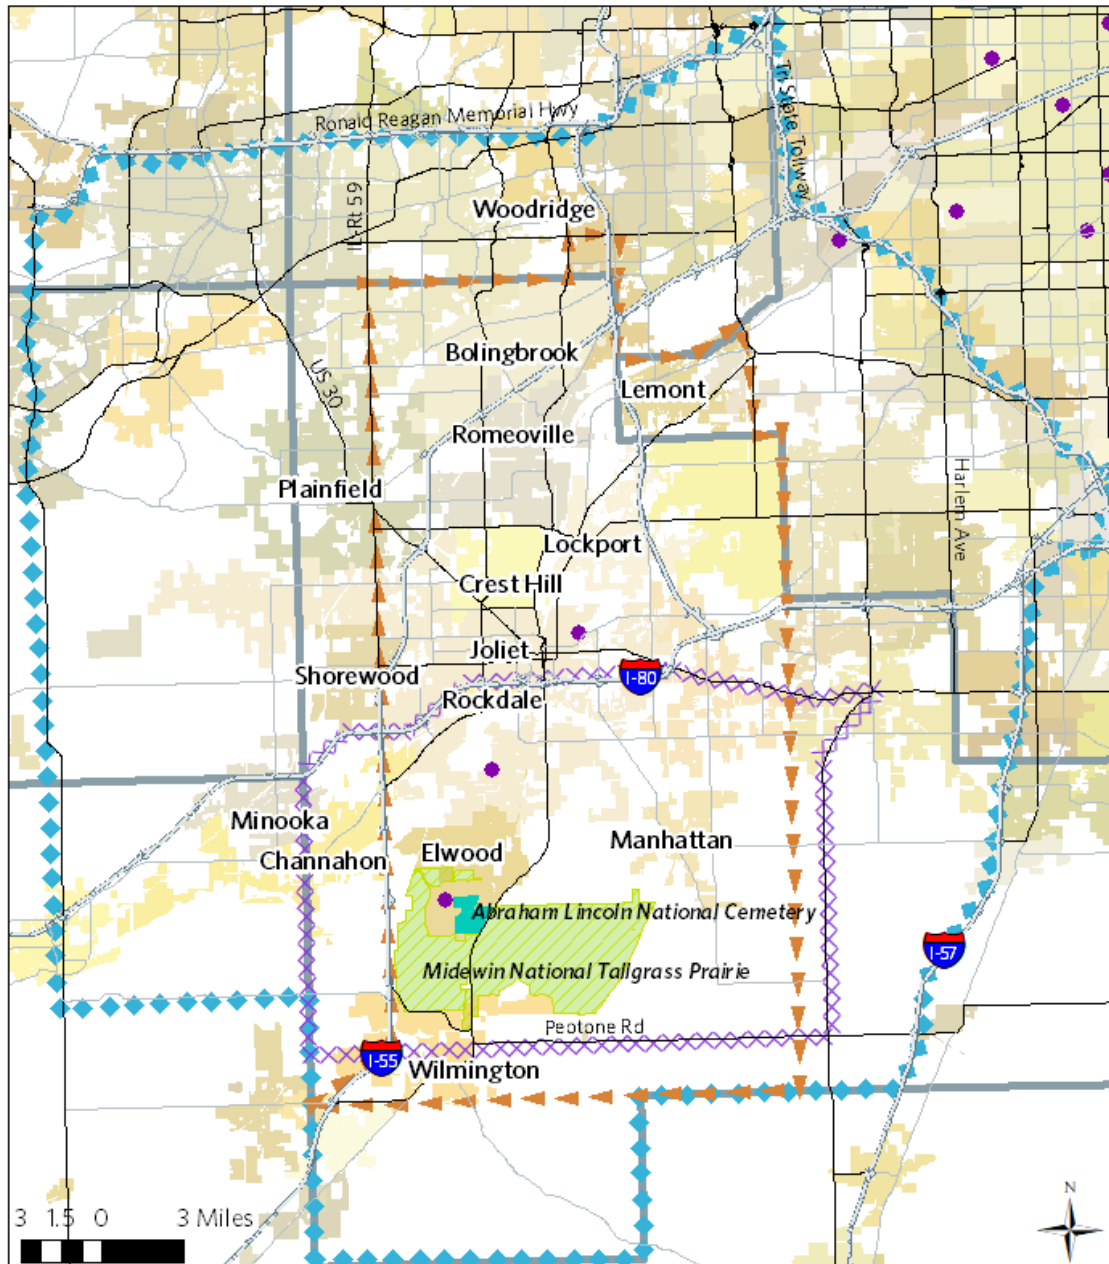 Ronald Reagan Memorial Hwy
Tri State Tollway
IL Rt 59
Woodridge
Bolingbrook
US 30
Lemont
Romeoville
Plainfield
Harlem Ave
Lockport
Crest Hill
Joliet
Shorewood
I-80
Rockdale
Minooka
Manhattan
Channahon
Elwood
Abraham Lincoln National Cemetery
I-57
Midewin National Tallgrass Prairie
Peotone Rd
I-55
Wilmington
N
3 1.5 0 3 Miles